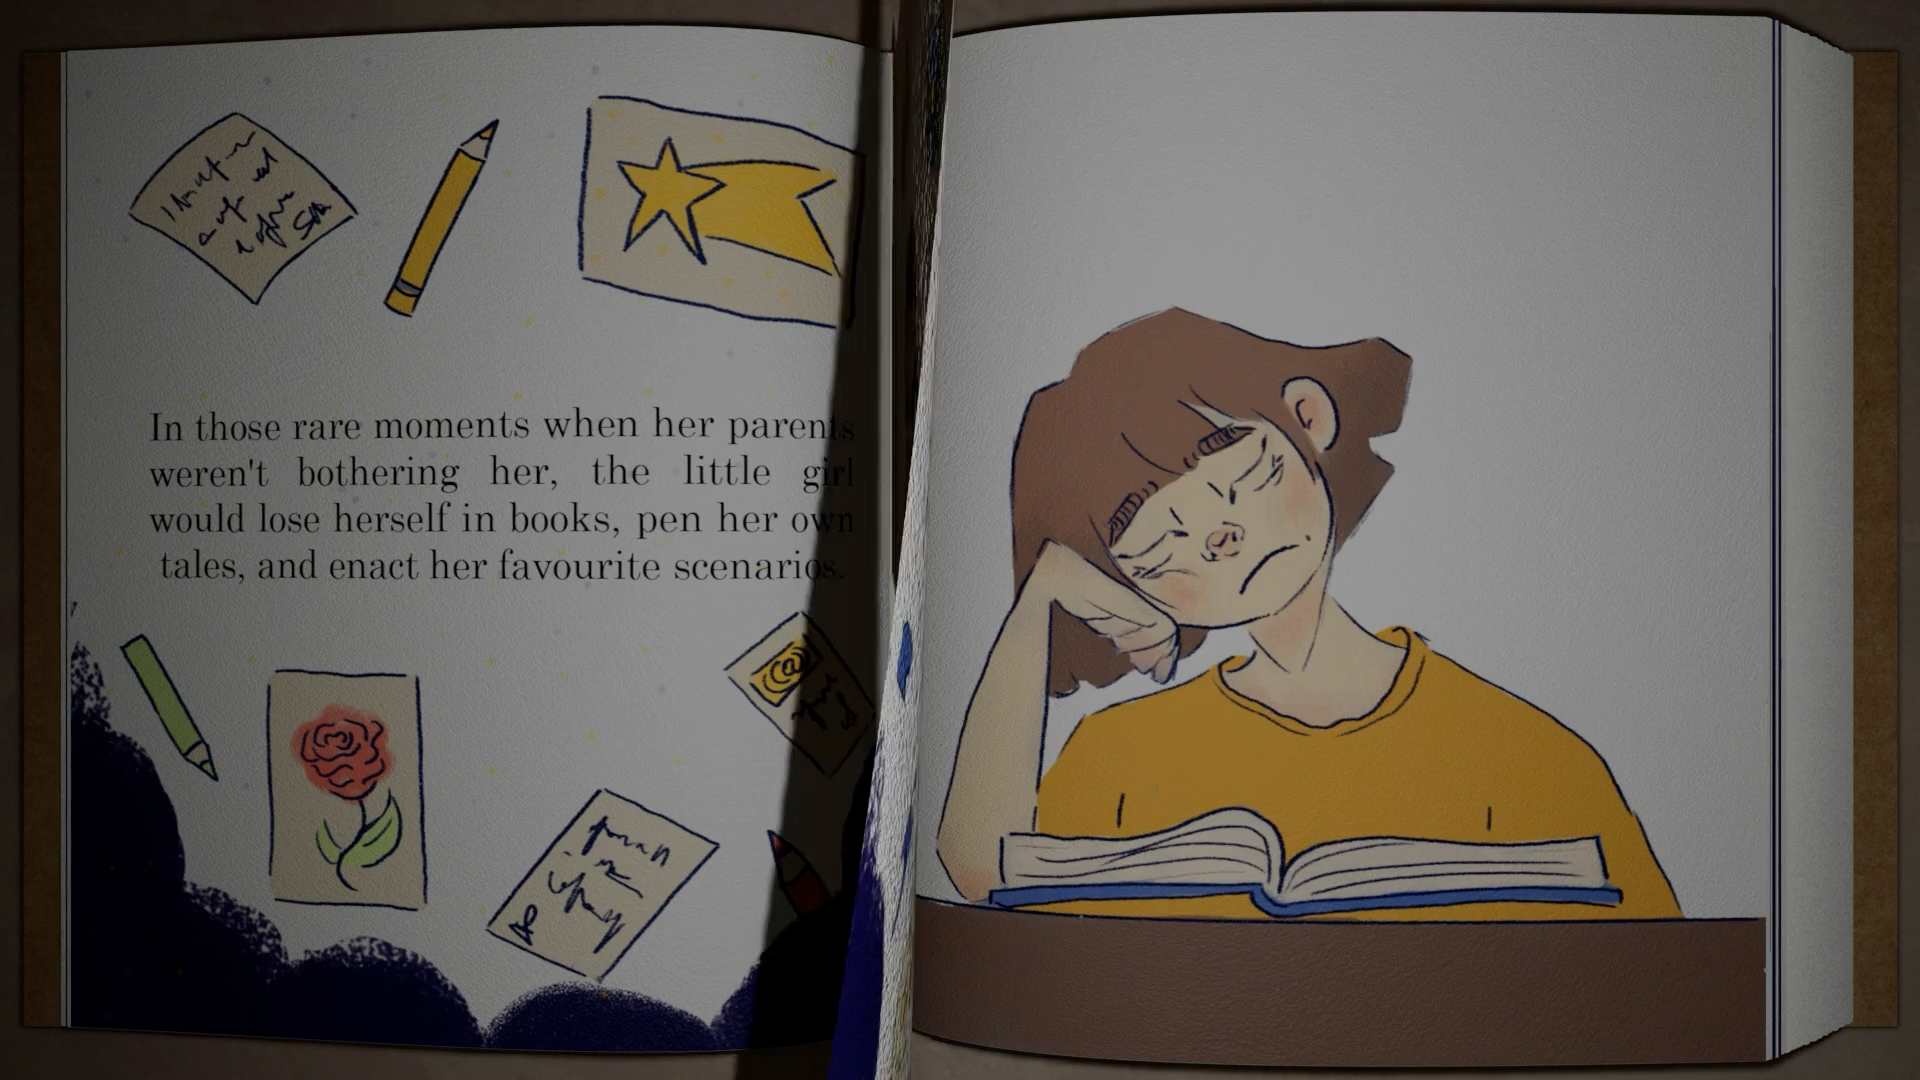 In those rare moments when her parents
weren't bothering her, the little girl
would lose herself in books, pen her own
tales, and enact her favourite scenarios.